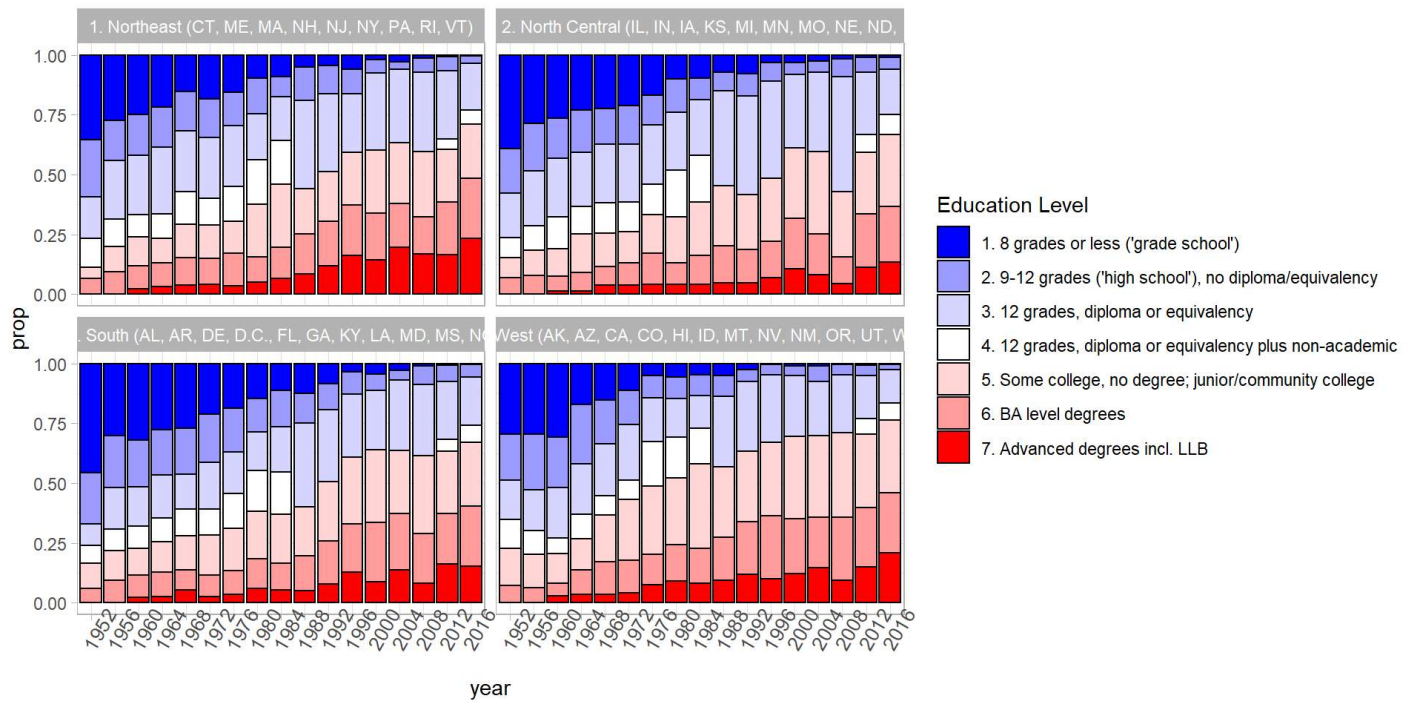 1. Northeast (CT, ME, MA, NH, NJ, NY, PA, RI, VT)
2. North Central (IL, IN, IA, KS, MI, MN, MO, NE, ND,
1.00
0.75
0.50
0.25
0.00
. South (AL, AR, DE, D.C., FL, GA, KY, LA, MD, MS, NC
West (AK, AZ, CA, CO, HI, ID, MT, NV, NM, OR, UT, W
1.00
0.75
0.50
0.25
0.00
prop
1952 1956 1960 1964 1968 1972 1976 1980 1984 1988 1992 1996 2000 2004 2008 2012 2016
1952 1956 1960 1964 1968 1972 1976 1980 1984 1988 1992 1996 2000 2004 2008 2012 2016
year
Education Level
1. 8 grades or less ('grade school')
2. 9-12 grades ('high school'), no diploma/equivalency
3. 12 grades, diploma or equivalency
4. 12 grades, diploma or equivalency plus non-academic
5. Some college, no degree; junior/community college
6. BA level degrees
7. Advanced degrees incl. LLB